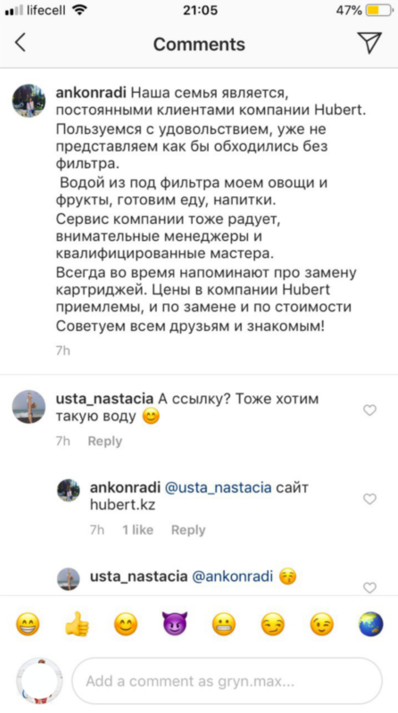 lifecell 21:05 47%
Comments
ankonradi Наша семья является,
постоянными клиентами компании Hubert.
Пользуемся с удовольствием, уже не
представляем как бы обходились без
фильтра.
Водой из под фильтра моем овощи и
фрукты, готовим еду, напитки.
Сервис компании тоже радует,
внимательные менеджеры и
квалифицированные мастера.
Всегда во время напоминают про замену
картриджей. Цены в компании Hubert
приемлемы, и по замене и по стоимости
Советуем всем друзьям и знакомым!
7h
usta_nastacia А ссылку? Тоже хотим
такую воду 😊
7h Reply
ankonradi @usta_nastacia сайт
hubert.kz
7h 1 like Reply
usta_nastacia @ankonradi 😚
😁 👍 😊 😈 😬 😏 😉 🌏
Add a comment as gryn.max...